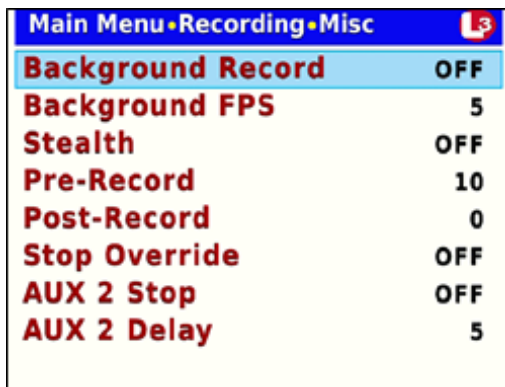 Main Menu•Recording•Misc L3
Background Record OFF
Background FPS 5
Stealth OFF
Pre-Record 10
Post-Record 0
Stop Override OFF
AUX 2 Stop OFF
AUX 2 Delay 5